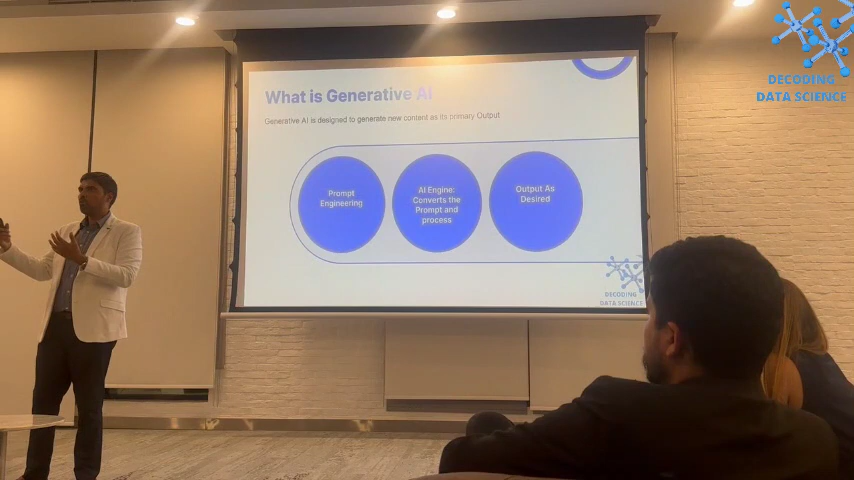 DECODING
DATA SCIENCE
What is Generative AI
Generative AI is designed to generate new content as its primary Output
Prompt
Engineering
AI Engine:
Converts the
Prompt and
process
Output As
Desired
DECODING
DATA SCIENCE